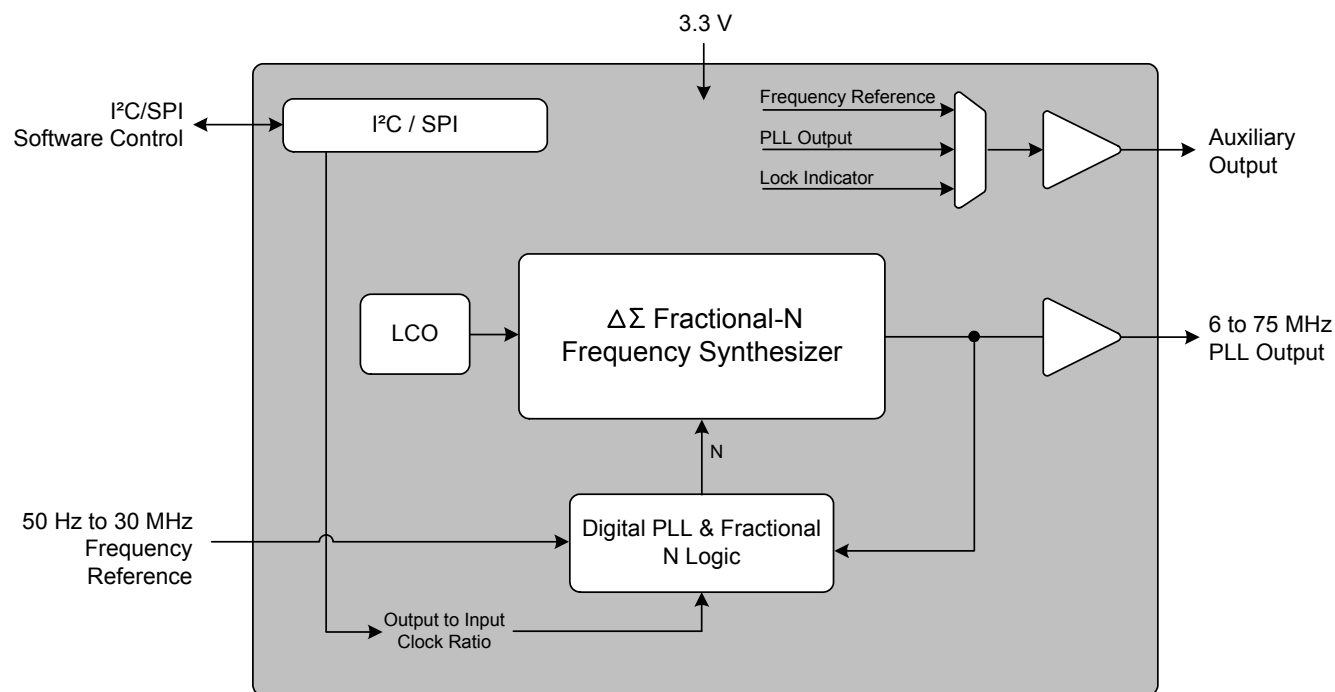 3.3 V
I²C/SPI
Software Control
I²C / SPI
Frequency Reference
PLL Output
Lock Indicator
Auxiliary
Output
LCO
ΔΣ Fractional-N
Frequency Synthesizer
6 to 75 MHz
PLL Output
N
50 Hz to 30 MHz
Frequency
Reference
Digital PLL & Fractional
N Logic
Output to Input
Clock Ratio